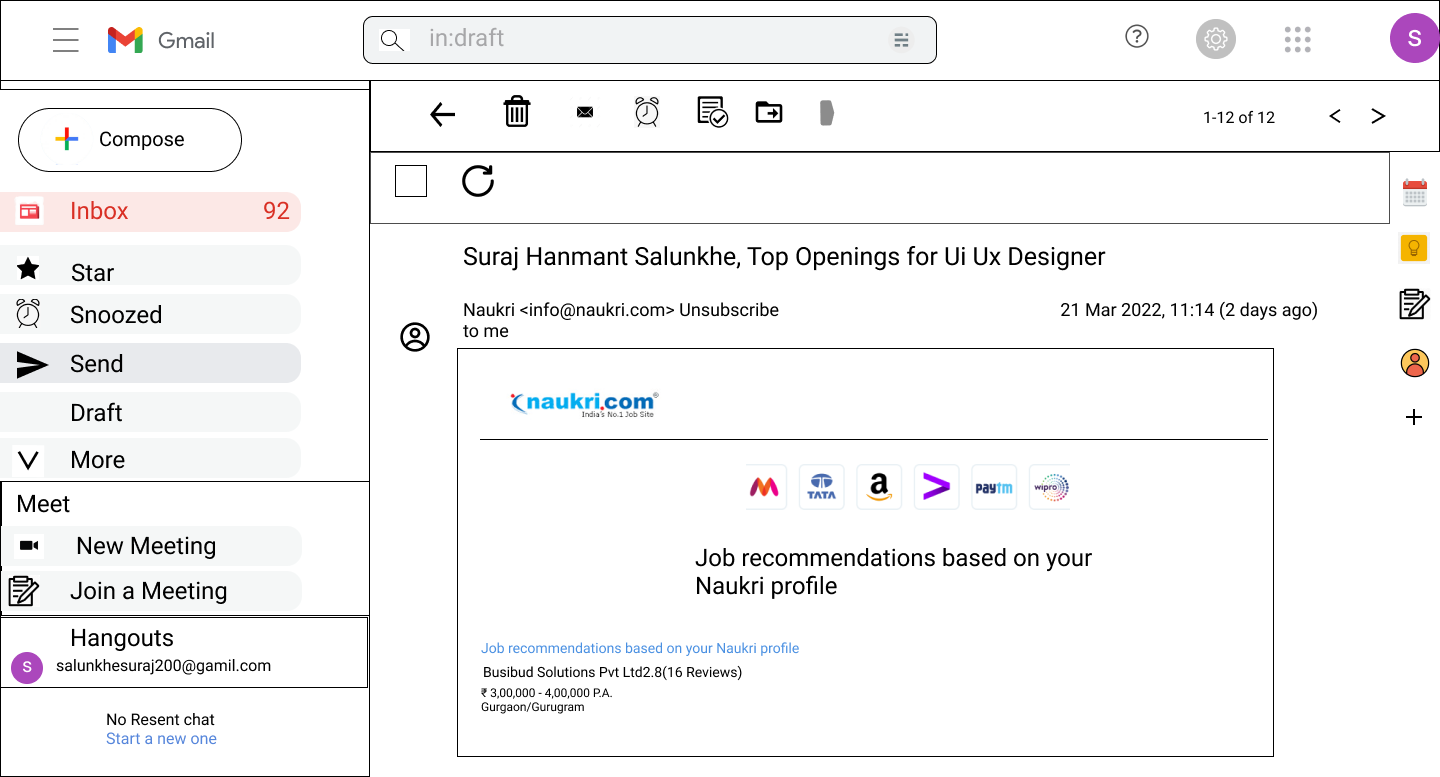 Gmail
in:draft
S
Compose
1-12 of 12
Inbox 92
Star
Snoozed
Send
Draft
More
Meet
New Meeting
Join a Meeting
Hangouts
S
salunkhesuraj200@gamil.com
No Resent chat
Start a new one
Suraj Hanmant Salunkhe, Top Openings for Ui Ux Designer
Naukri <info@naukri.com> Unsubscribe 21 Mar 2022, 11:14 (2 days ago)
to me
naukri.com®
India's No.1 Job Site
TATA a paytm wipro
Job recommendations based on your
Naukri profile
Job recommendations based on your Naukri profile
Busibud Solutions Pvt Ltd2.8(16 Reviews)
₹ 3,00,000 - 4,00,000 P.A.
Gurgaon/Gurugram